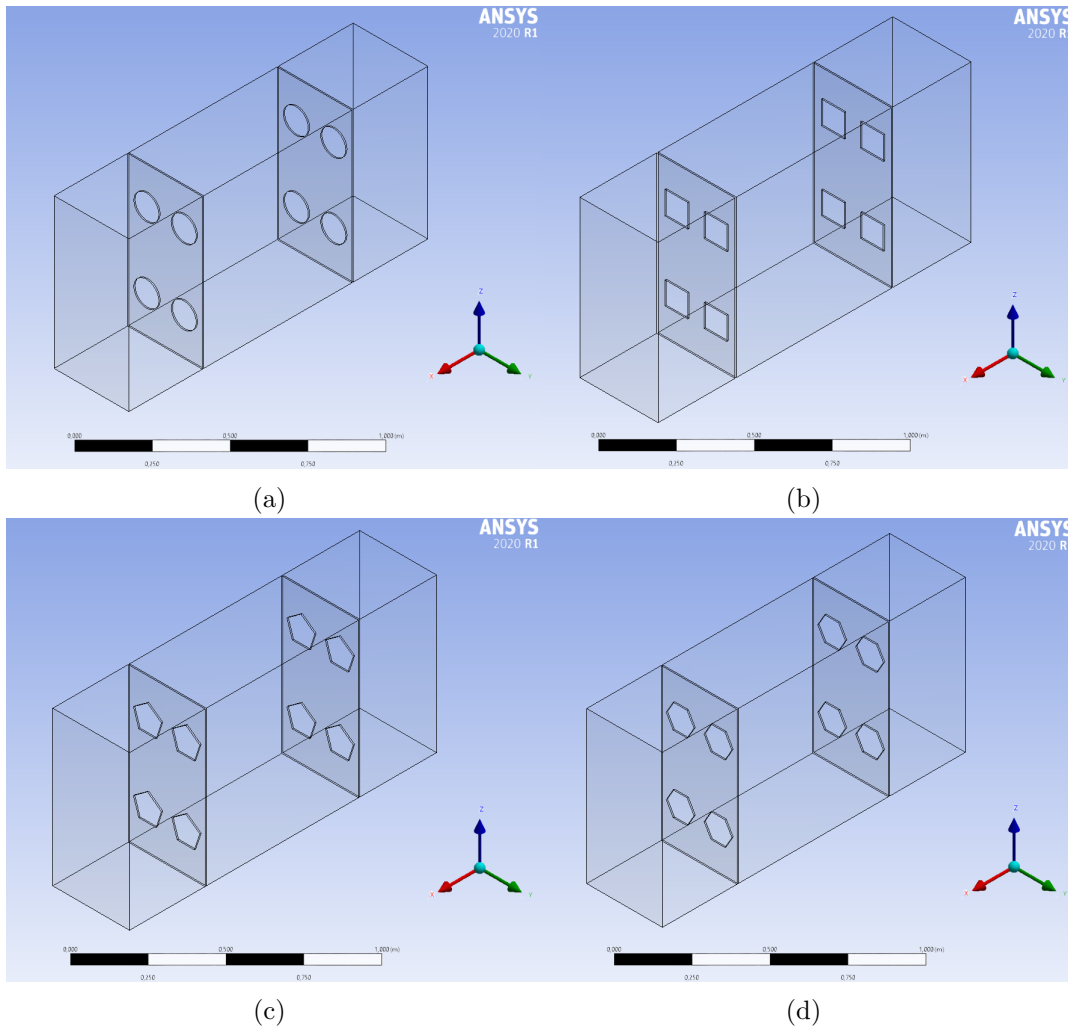 ANSYS
2020 R1
ANSYS
2020 R1
Z
X
Y
Z
X
Y
0,000
0,500
1,000 (m)
0,250
0,750
0,000
0,500
1,000 (m)
0,250
0,750
(a)
(b)
ANSYS
2020 R1
ANSYS
2020 R1
Z
X
Y
Z
X
Y
0,000
0,500
1,000 (m)
0,250
0,750
0,000
0,500
1,000 (m)
0,250
0,750
(c)
(d)